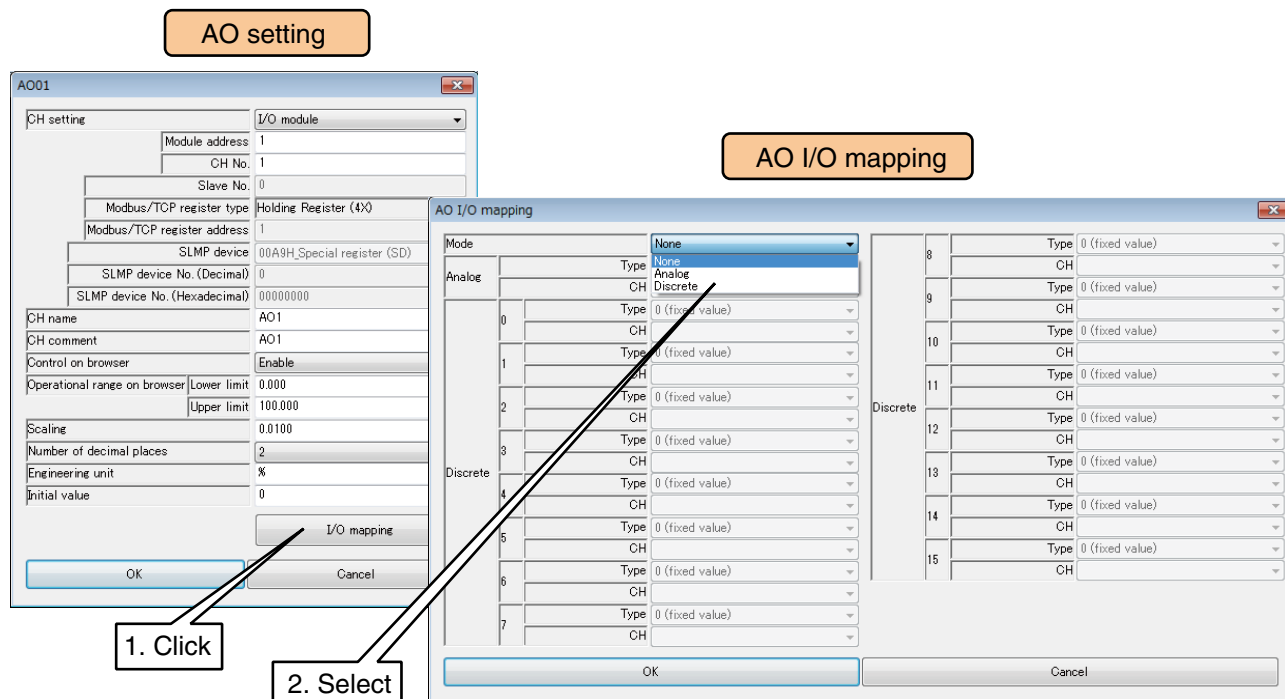 AO setting
AO01
CH setting I/O module
Module address 1
CH No. 1
Slave No. 0
Modbus/TCP register type Holding Register (4X)
Modbus/TCP register address 1
SLMP device 00A9H_Special register (SD)
SLMP device No. (Decimal) 0
SLMP device No. (Hexadecimal) 00000000
CH name AO1
CH comment AO1
Control on browser Enable
Operational range on browser Lower limit 0.000
Upper limit 100.000
Scaling 0.0100
Number of decimal places 2
Engineering unit %
Initial value 0
I/O mapping
OK Cancel
1. Click
AO I/O mapping
AO I/O mapping
Mode None
None
Analog
Discrete
Analog Type
CH
Discrete
0 Type 0 (fixed value)
CH
1 Type 0 (fixed value)
CH
2 Type 0 (fixed value)
CH
3 Type 0 (fixed value)
CH
4 Type 0 (fixed value)
CH
5 Type 0 (fixed value)
CH
6 Type 0 (fixed value)
CH
7 Type 0 (fixed value)
CH
Discrete
8 Type 0 (fixed value)
CH
9 Type 0 (fixed value)
CH
10 Type 0 (fixed value)
CH
11 Type 0 (fixed value)
CH
12 Type 0 (fixed value)
CH
13 Type 0 (fixed value)
CH
14 Type 0 (fixed value)
CH
15 Type 0 (fixed value)
CH
OK Cancel
2. Select